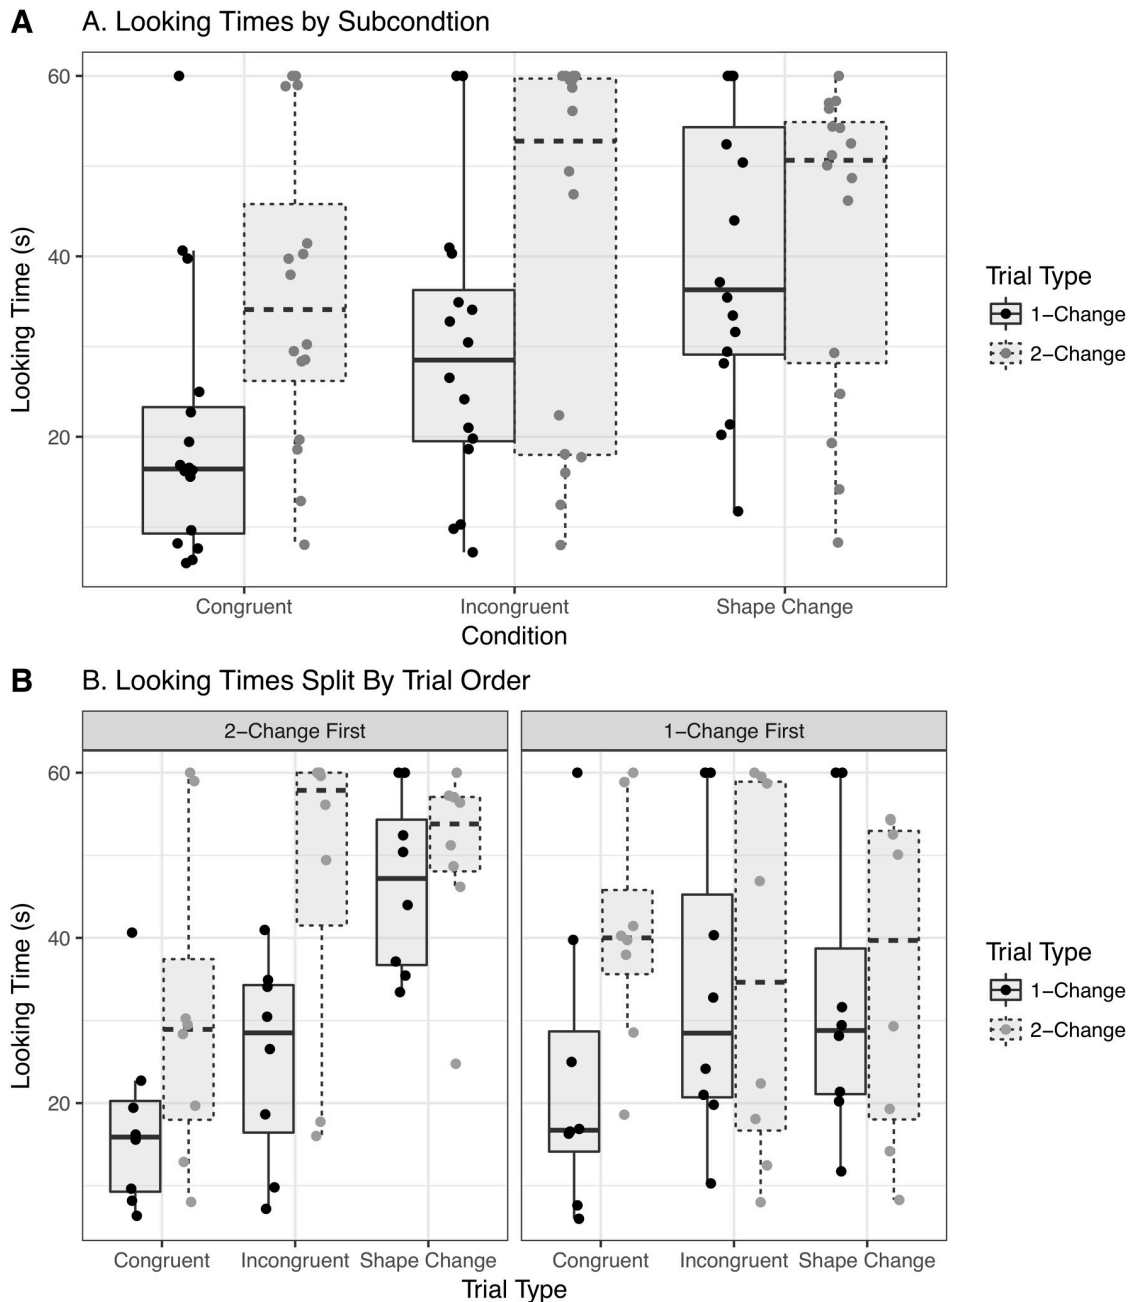 A
A. Looking Times by Subcondtion
60
40
20
Looking Time (s)
Congruent
Incongruent
Shape Change
Condition
Trial Type
1−Change
2−Change
B
B. Looking Times Split By Trial Order
2−Change First
1−Change First
60
40
20
Looking Time (s)
Congruent
Incongruent
Shape Change
Congruent
Incongruent
Shape Change
Trial Type
Trial Type
1−Change
2−Change